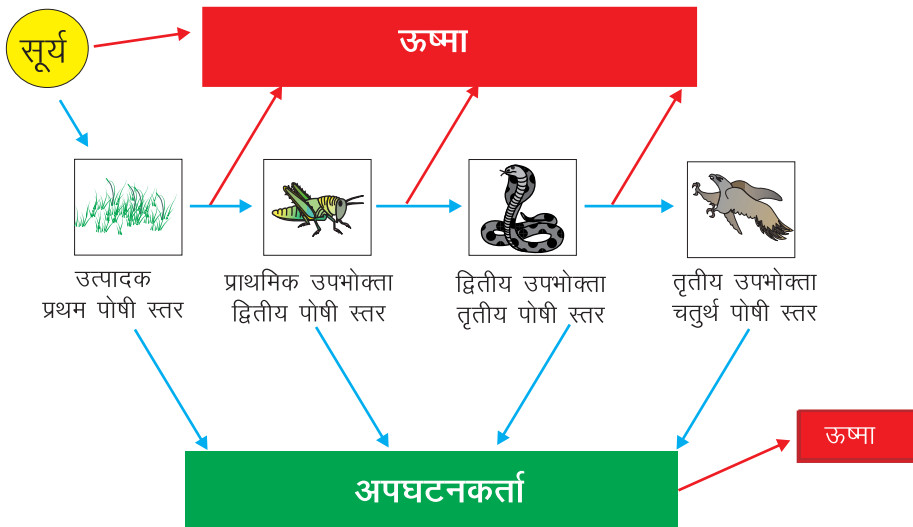 सूर्य
ऊष्मा
उत्पादक
प्रथम पोषी स्तर
प्राथमिक उपभोक्ता
द्वितीय पोषी स्तर
द्वितीय उपभोक्ता
तृतीय पोषी स्तर
तृतीय उपभोक्ता
चतुर्थ पोषी स्तर
ऊष्मा
अपघटनकर्ता